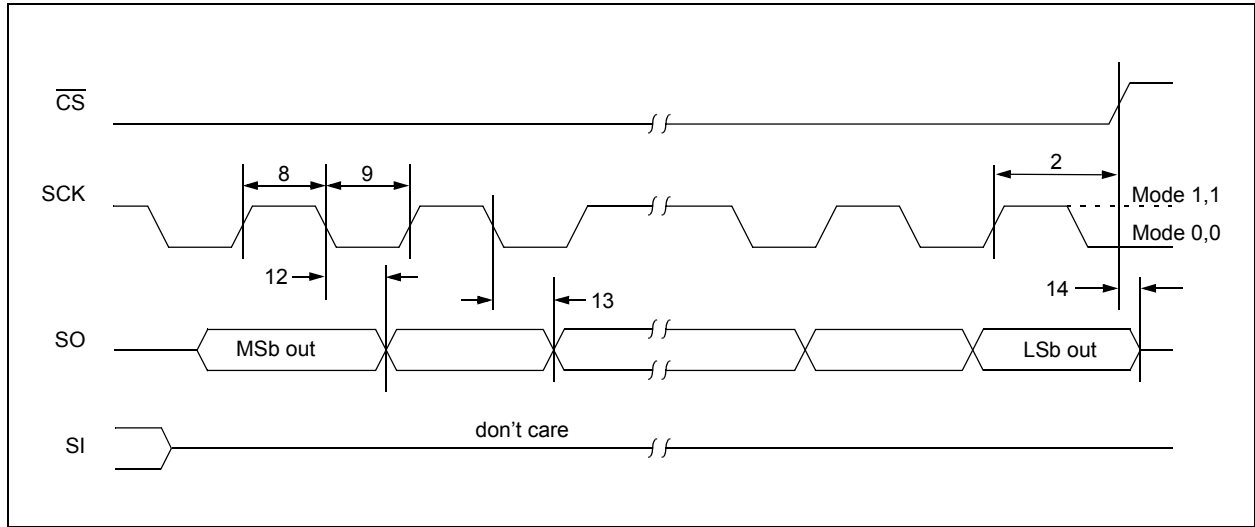 CS
SCK
8
9
2
Mode 1,1
Mode 0,0
12
13
14
SO
MSb out
LSb out
SI
don't care